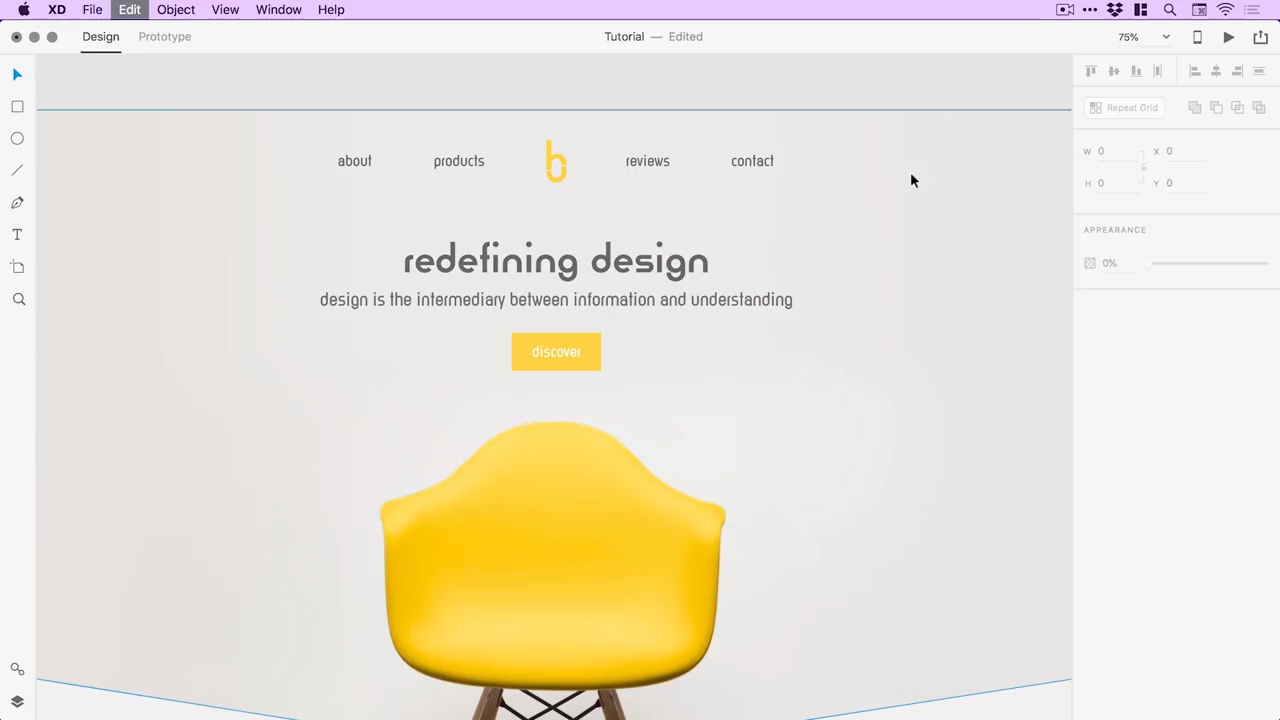 XD File Edit Object View Window Help
Design Prototype Tutorial — Edited 75%
Repeat Grid
W 0 X 0
H 0 Y 0
APPEARANCE
0%
about products b reviews contact
redefining design
design is the intermediary between information and understanding
discover